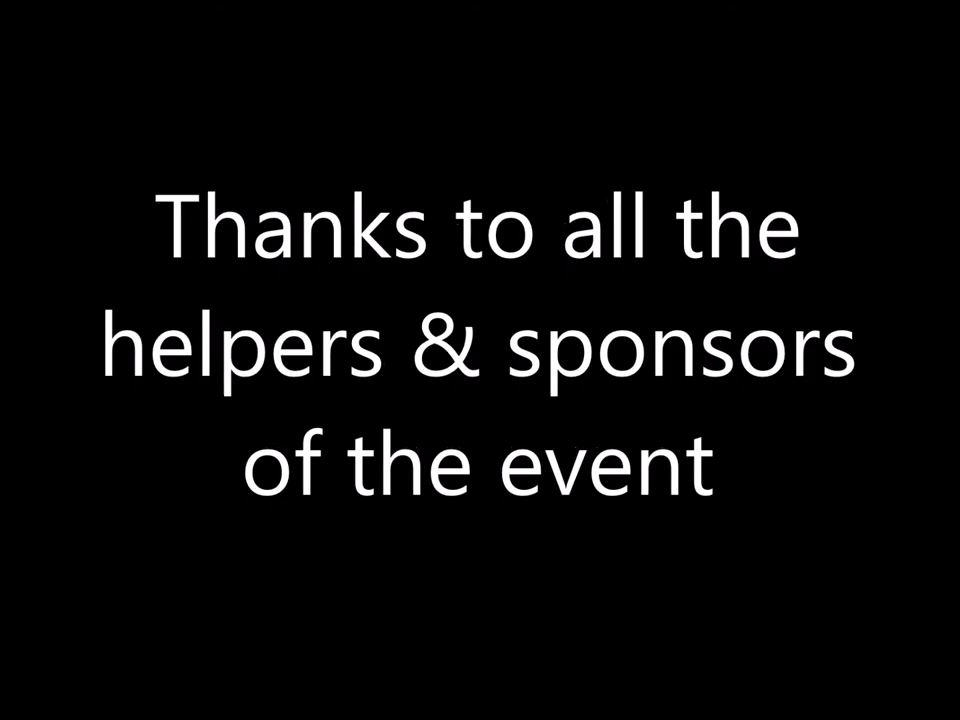 Thanks to all the
helpers & sponsors
of the event